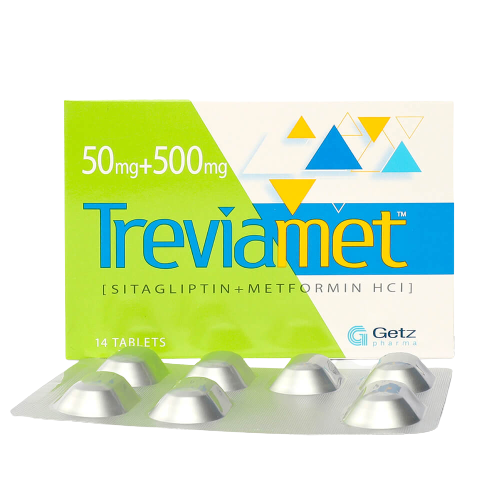 50mg+500mg
Treviamet™
[SITAGLIPTIN+METFORMIN HCl]
14 TABLETS
Getz
pharma